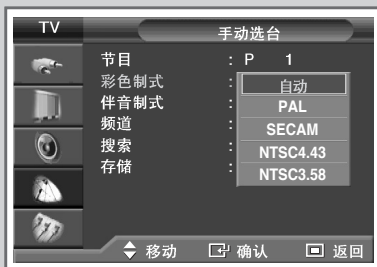 TV
手动选台
节目 : P 1
彩色制式 : 自动
伴音制式 : PAL
频道 : SECAM
搜索 : NTSC4.43
存储 : NTSC3.58
移动 确认 返回